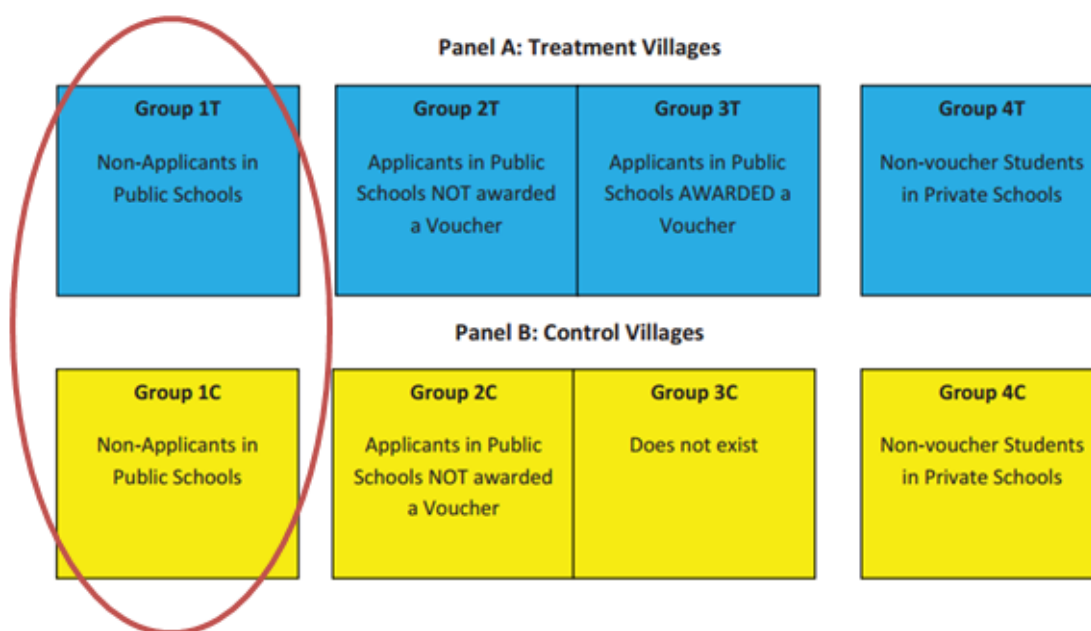 Panel A: Treatment Villages
Group 1T
Non-Applicants in
Public Schools
Group 2T
Applicants in Public
Schools NOT awarded
a Voucher
Group 3T
Applicants in Public
Schools AWARDED a
Voucher
Group 4T
Non-voucher Students
in Private Schools
Panel B: Control Villages
Group 1C
Non-Applicants in
Public Schools
Group 2C
Applicants in Public
Schools NOT awarded
a Voucher
Group 3C
Does not exist
Group 4C
Non-voucher Students
in Private Schools